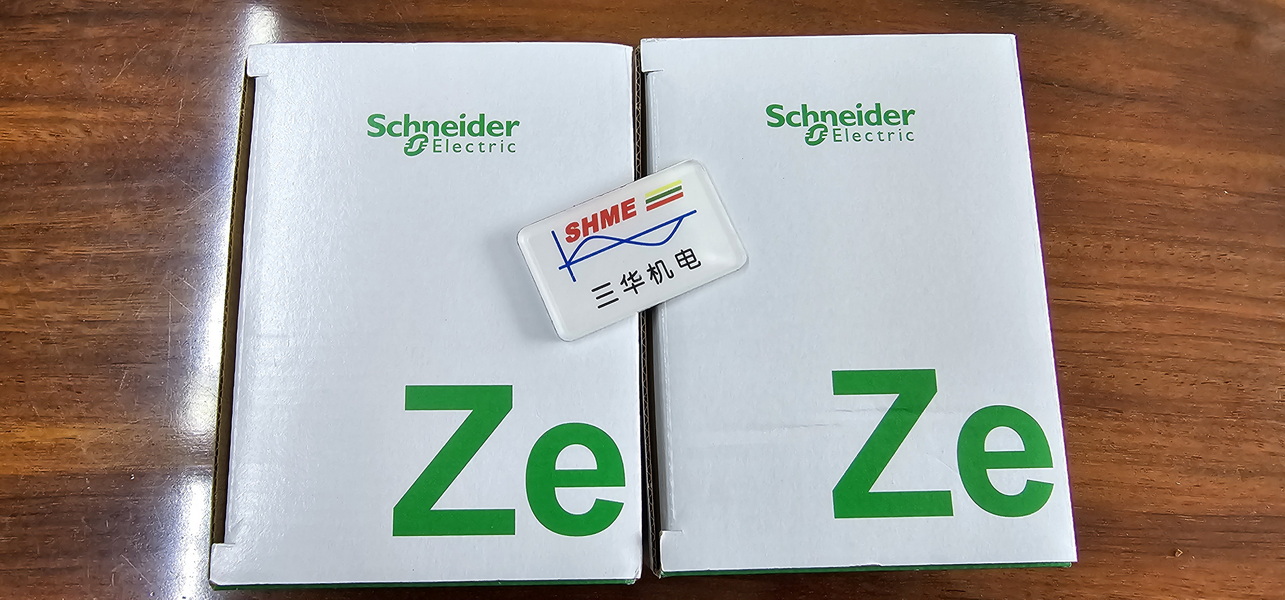 Schneider
Electric
Schneider
Electric
SHME
三华机电
Ze
Ze